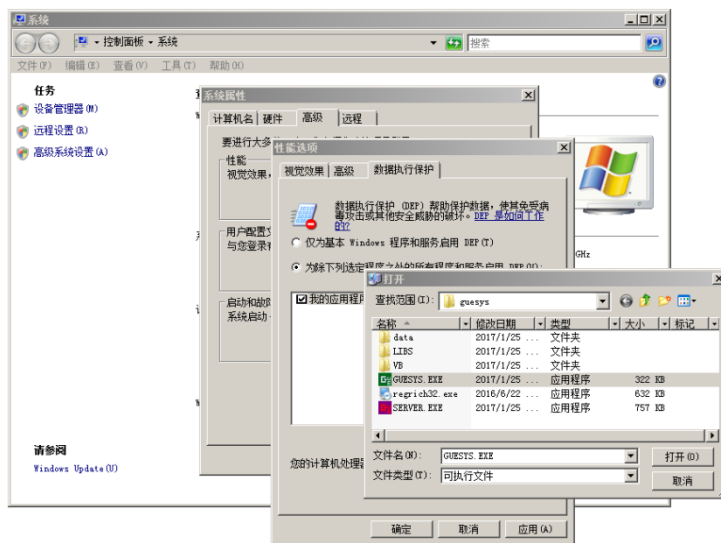 系统
控制面板 系统
搜索
文件(F) 编辑(E) 查看(V) 工具(T) 帮助(H)
任务
设备管理器(M)
远程设置(R)
高级系统设置(A)
请参阅
Windows Update(U)
GHz
系统属性
计算机名 硬件 高级 远程
要进行大多
性能
视觉效果，
用户配置文
与您登录有
启动和故障
系统启动
性能选项
视觉效果 高级 数据执行保护
数据执行保护 (DEP) 帮助保护数据，使其免受病
毒攻击或其他安全威胁的破坏。DEP 是如何工作
的?
仅为基本 Windows 程序和服务启用 DEP(T)
为除下列选定程序之外的所有程序和服务启用 DEP(U):
我的应用程序
您的计算机处理器
确定 取消 应用(A)
打开
查找范围(I): guesys
名称 修改日期 类型 大小 标记
data 2017/1/25 ... 文件夹
LIBS 2017/1/25 ... 文件夹
VB 2017/1/25 ... 文件夹
GUESYS.EXE 2017/1/25 ... 应用程序 322 KB
regrich32.exe 2016/6/22 ... 应用程序 632 KB
SERVER.EXE 2017/1/25 ... 应用程序 757 KB
文件名(N): GUESYS.EXE 打开(O)
文件类型(T): 可执行文件 取消